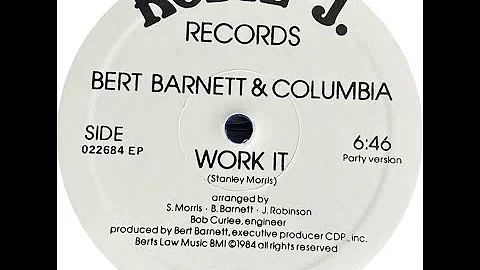 J.
RECORDS
BERT BARNETT & COLUMBIA
SIDE
022684 EP
6:46
Party version
WORK IT
(Stanley Morris)
arranged by
S. Morris • B. Barnett • J. Robinson
Bob Curlee, engineer
produced by Bert Barnett, executive producer CDP., inc.
Berts Law Music BMI ©1984 all rights reserved